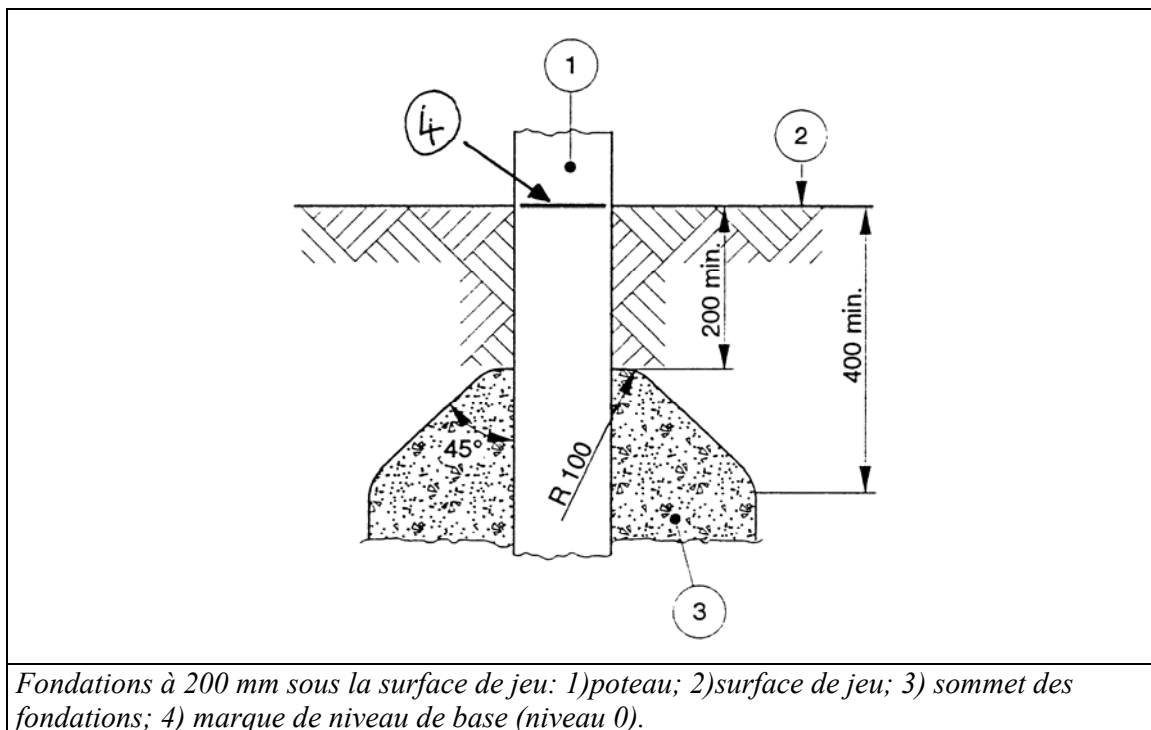 1
4
2
200 min.
400 min.
45°
R 100
3
Fondations à 200 mm sous la surface de jeu: 1)poteau; 2)surface de jeu; 3) sommet des
fondations; 4) marque de niveau de base (niveau 0).